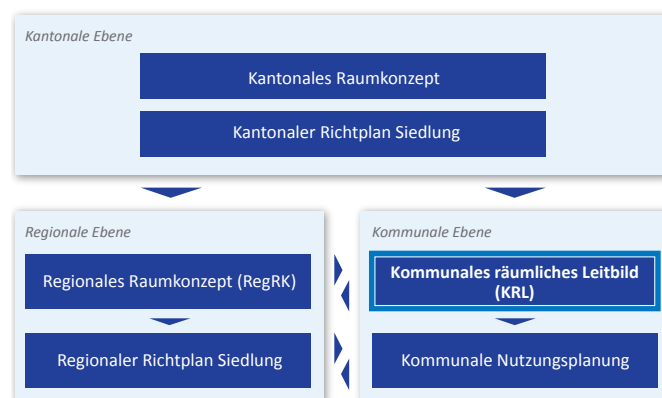 Kantonale Ebene
Kantonales Raumkonzept
Kantonaler Richtplan Siedlung
Regionale Ebene
Regionales Raumkonzept (RegRK)
Regionaler Richtplan Siedlung
Kommunale Ebene
Kommunales räumliches Leitbild
(KRL)
Kommunale Nutzungsplanung